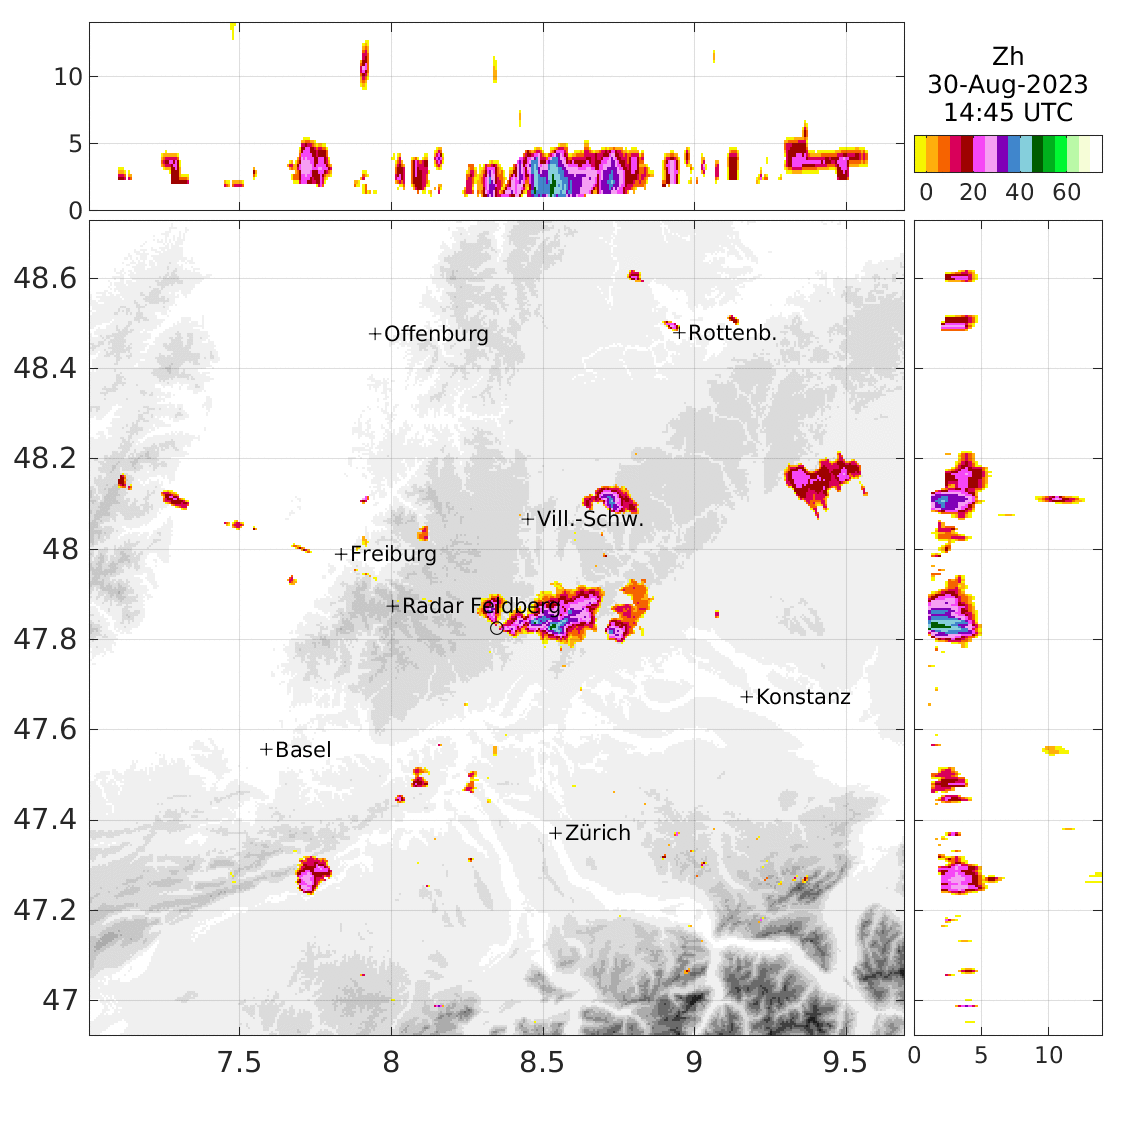 10
5
0
Zh
30-Aug-2023
14:45 UTC
0 20 40 60
48.6
48.4
48.2
48
47.8
47.6
47.4
47.2
47
Offenburg
Rottenb.
Vill.-Schw.
Freiburg
Radar Feldberg
Konstanz
Basel
Zürich
7.5 8 8.5 9 9.5
0 5 10